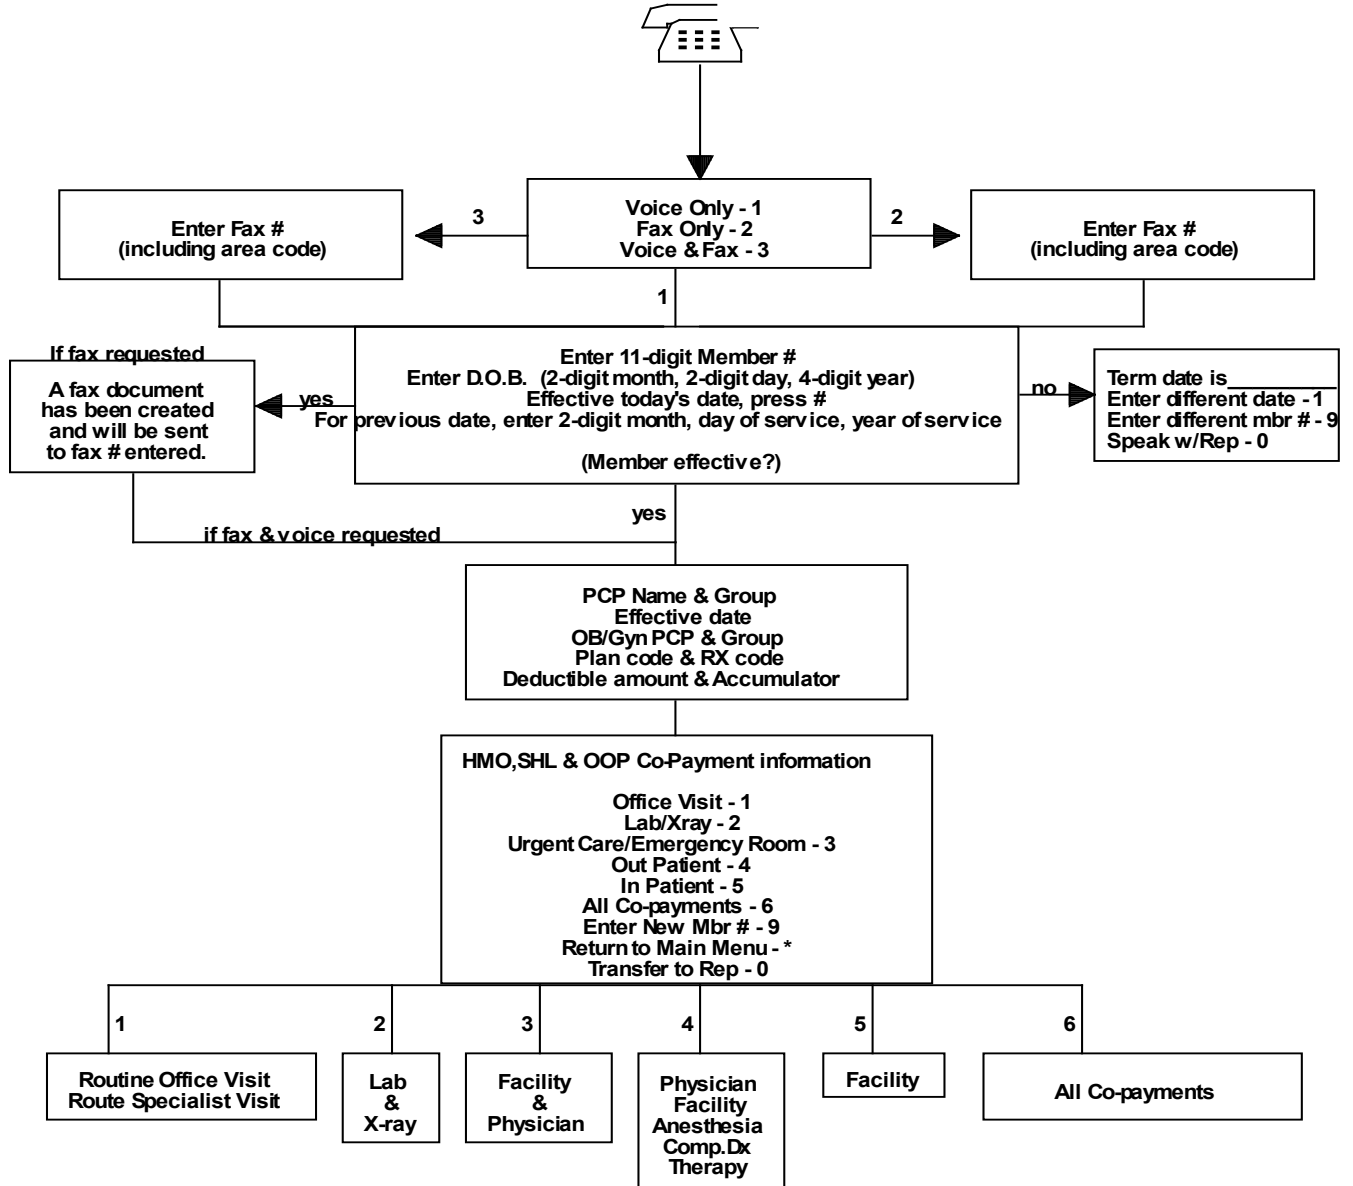 Voice Only - 1
Fax Only - 2
Voice & Fax - 3
3
2
1
Enter Fax #
(including area code)
Enter Fax #
(including area code)
If fax requested
A fax document
has been created
and will be sent
to fax # entered.
yes
Enter 11-digit Member #
Enter D.O.B. (2-digit month, 2-digit day, 4-digit year)
Effective today's date, press #
For previous date, enter 2-digit month, day of service, year of service
(Member effective?)
no
Term date is__________
Enter different date - 1
Enter different mbr # - 9
Speak w/Rep - 0
yes
if fax & voice requested
PCP Name & Group
Effective date
OB/Gyn PCP & Group
Plan code & RX code
Deductible amount & Accumulator
HMO,SHL & OOP Co-Payment information
Office Visit - 1
Lab/Xray - 2
Urgent Care/Emergency Room - 3
Out Patient - 4
In Patient - 5
All Co-payments - 6
Enter New Mbr # - 9
Return to Main Menu - *
Transfer to Rep - 0
1
2
3
4
5
6
Routine Office Visit
Route Specialist Visit
Lab
&
X-ray
Facility
&
Physician
Physician
Facility
Anesthesia
Comp.Dx
Therapy
Facility
All Co-payments